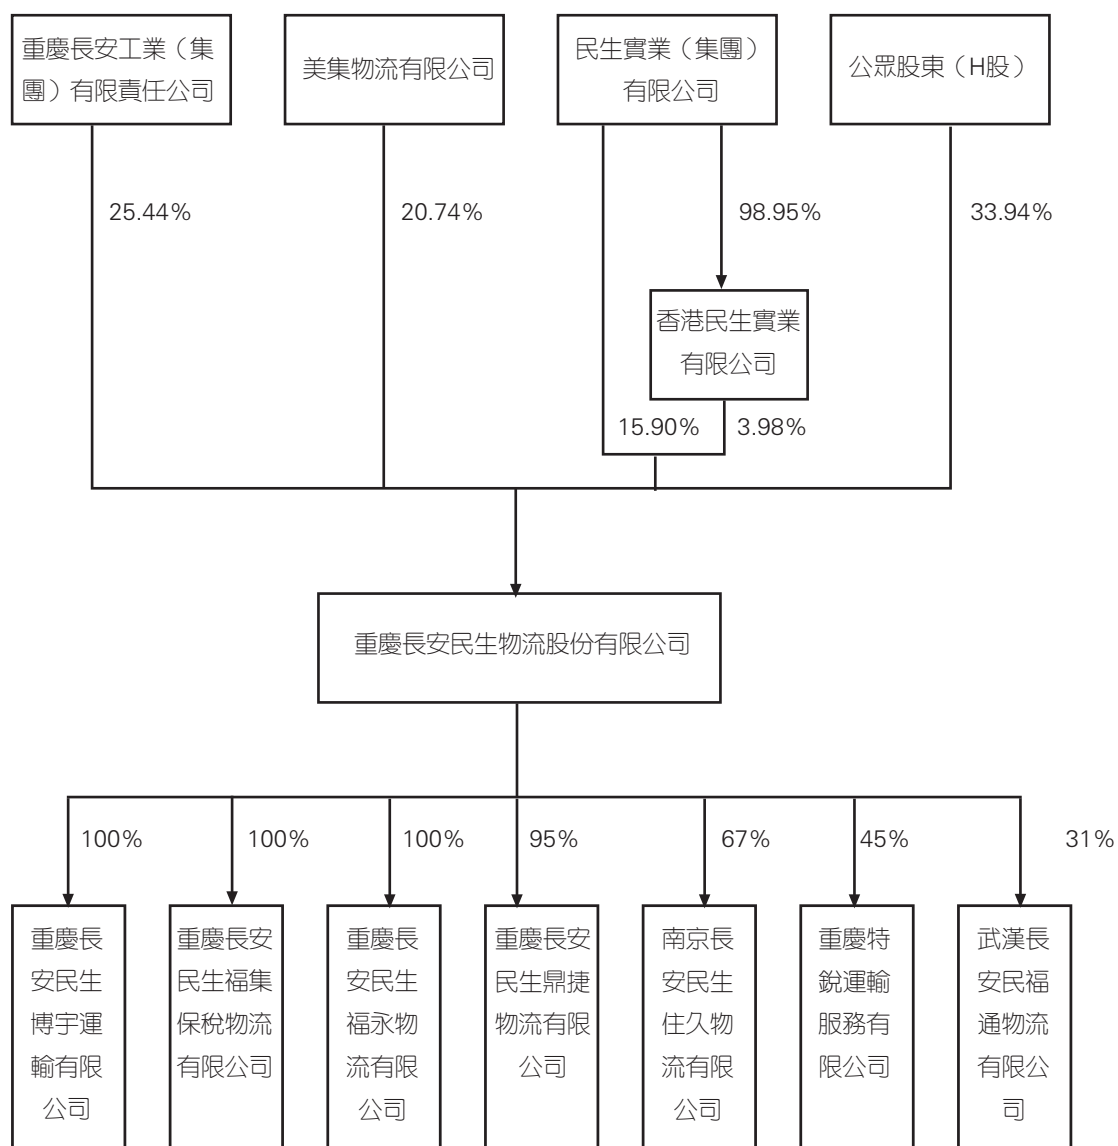 重慶長安工業（集
團）有限責任公司
美集物流有限公司
民生實業（集團）
有限公司
公眾股東（H股）
25.44%
20.74%
98.95%
33.94%
香港民生實業
有限公司
15.90%
3.98%
重慶長安民生物流股份有限公司
100%
100%
100%
95%
67%
45%
31%
重慶長
安民生
博宇運
輸有限
公司
重慶長安
民生福集
保稅物流
有限公司
重慶長
安民生
福永物
流有限
公司
重慶長安
民生鼎捷
物流有限
公司
南京長
安民生
住久物
流有限
公司
重慶特
銳運輸
服務有
限公司
武漢長
安民福
通物流
有限公
司